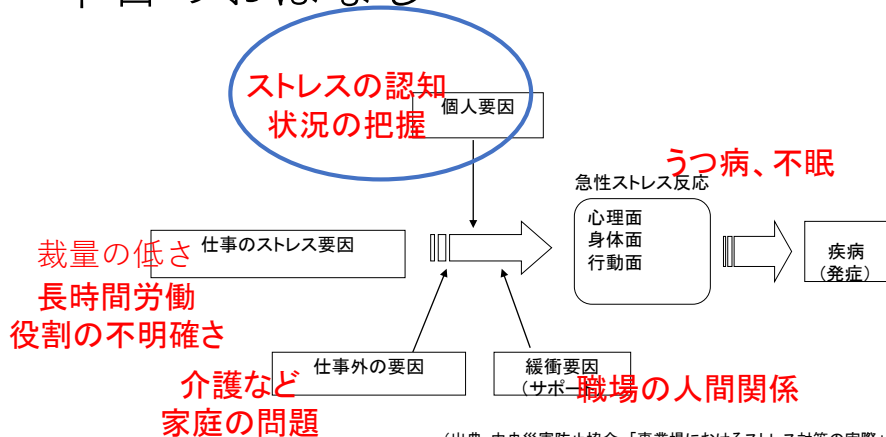 ストレスの認知
状況の把握
個人要因
うつ病、不眠
急性ストレス反応
心理面
身体面
行動面
疾病
(発症)
裁量の低さ
仕事のストレス要因
長時間労働
役割の不明確さ
仕事外の要因
介護など
家庭の問題
緩衝要因
(サポート
職場の人間関係